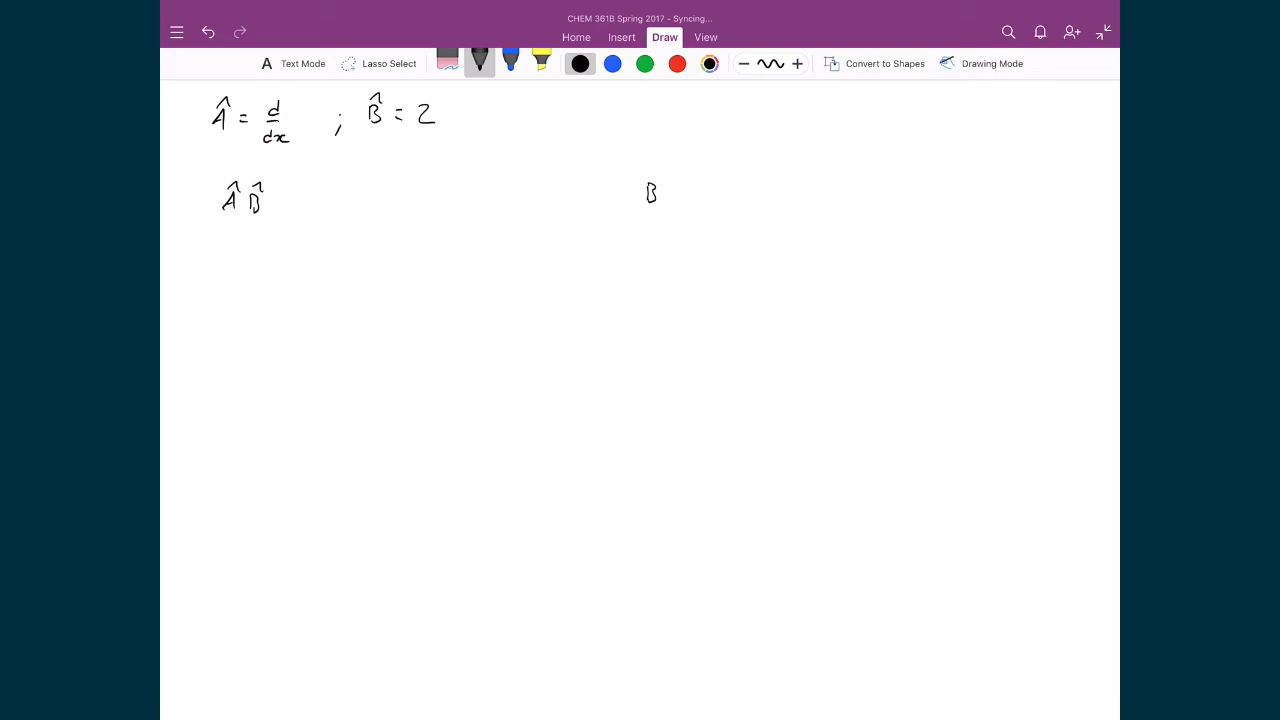 CHEM 361B Spring 2017 - Syncing...
Home Insert Draw View
A Text Mode Lasso Select Convert to Shapes Drawing Mode
Â = d/dx ; B̂ = 2
Â B̂ B